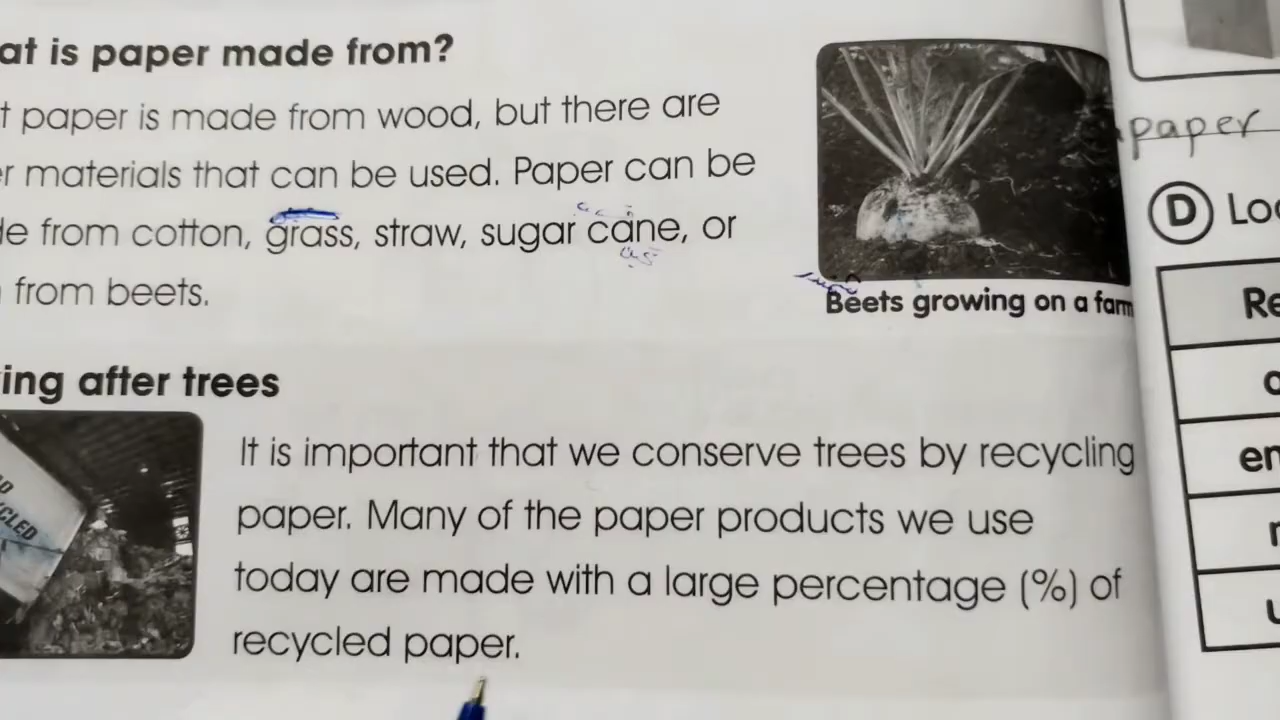 at is paper made from?
t paper is made from wood, but there are
er materials that can be used. Paper can be
de from cotton, grass, straw, sugar cane, or
from beets.
Beets growing on a farm
ing after trees
It is important that we conserve trees by recycling
paper. Many of the paper products we use
today are made with a large percentage (%) of
recycled paper.
CLED
paper
D Loo
Re
en